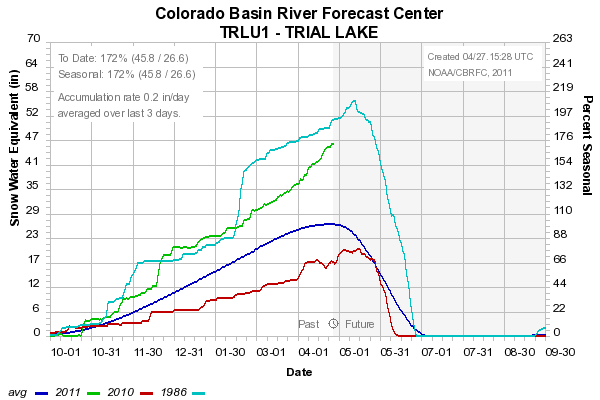 Colorado Basin River Forecast Center
TRLU1 - TRIAL LAKE
To Date: 172% (45.8 / 26.6)
Seasonal: 172% (45.8 / 26.6)
Accumulation rate 0.2 in/day
averaged over last 3 days.
Created 04/27.15:28 UTC
NOAA/CBRFC, 2011
Snow Water Equivalent (in)
70
64
58
52
47
41
35
29
23
17
12
6
0
263
241
219
197
176
154
132
110
88
66
44
22
0
Percent Seasonal
Past Future
10-01 10-31 11-30 12-31 01-30 03-01 04-01 05-01 05-31 07-01 07-31 08-30 09-30
Date
avg 2011 2010 1986